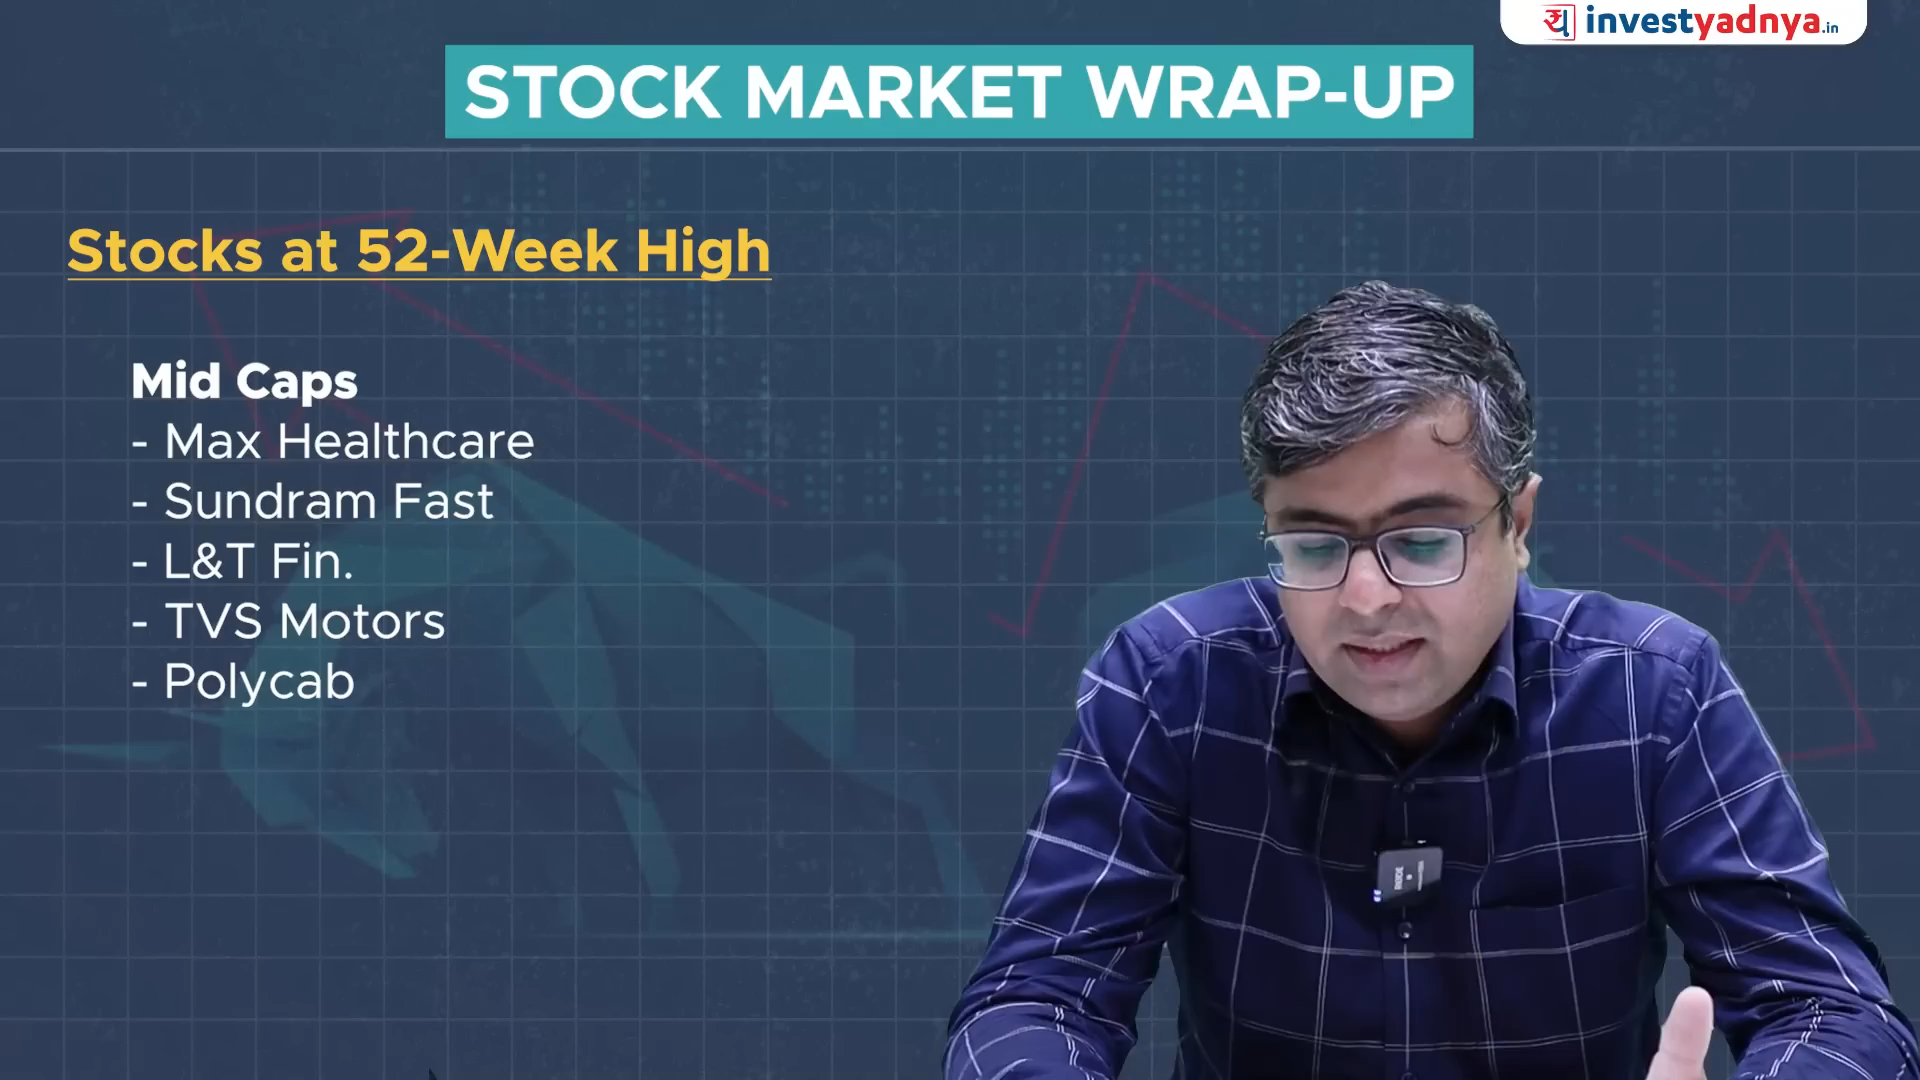 investyadnya.in
STOCK MARKET WRAP-UP
Stocks at 52-Week High
Mid Caps
- Max Healthcare
- Sundram Fast
- L&T Fin.
- TVS Motors
- Polycab
RODE